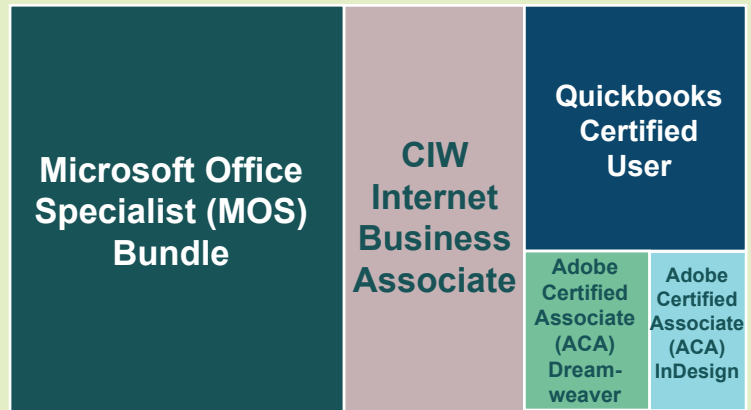 Microsoft Office
Specialist (MOS)
Bundle
CIW
Internet
Business
Associate
Quickbooks
Certified
User
Adobe
Certified
Associate
(ACA)
Dream-
weaver
Adobe
Certified
Associate
(ACA)
InDesign